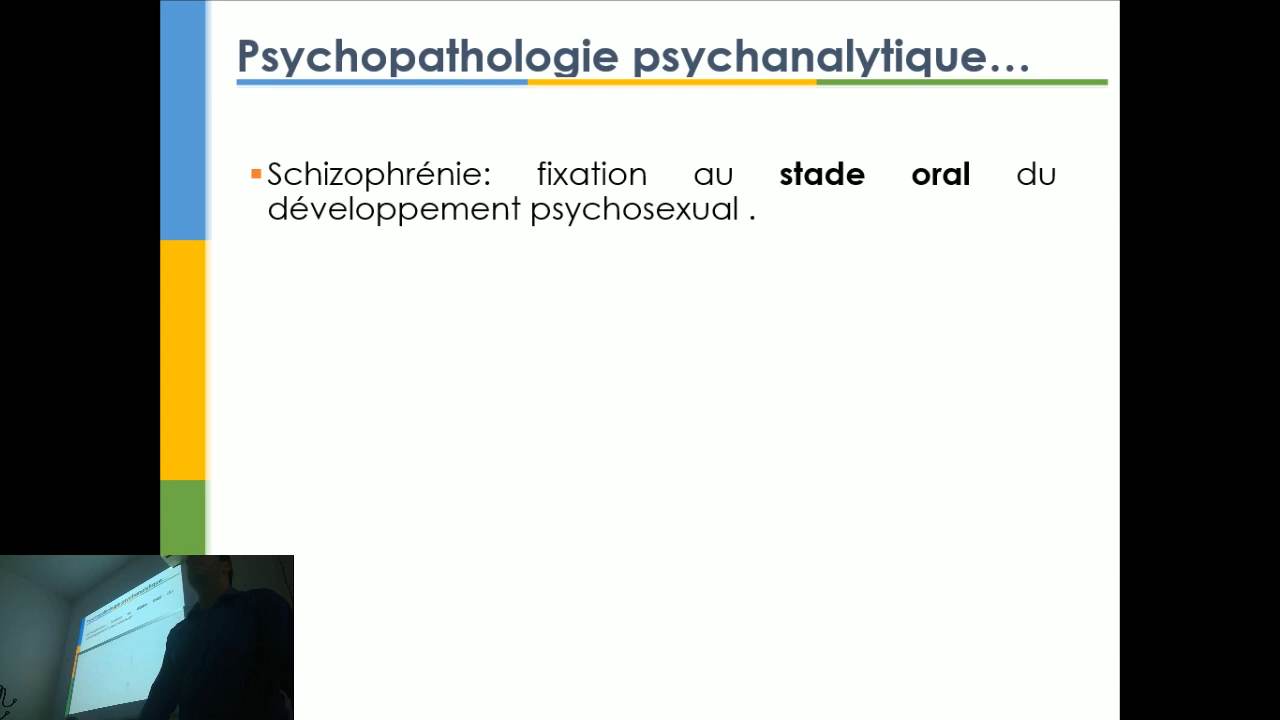 Psychopathologie psychanalytique…
Schizophrénie: fixation au stade oral du
développement psychosexual .